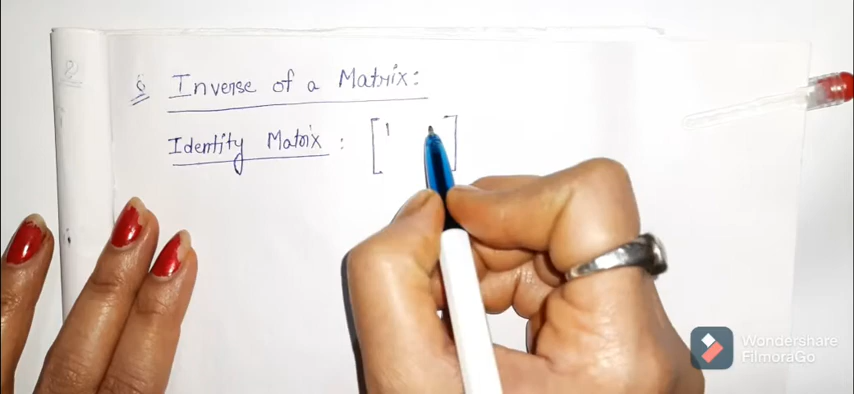 Inverse of a Matrix:
Identity Matrix : [ 1 ]
Wondershare
FilmoraGo